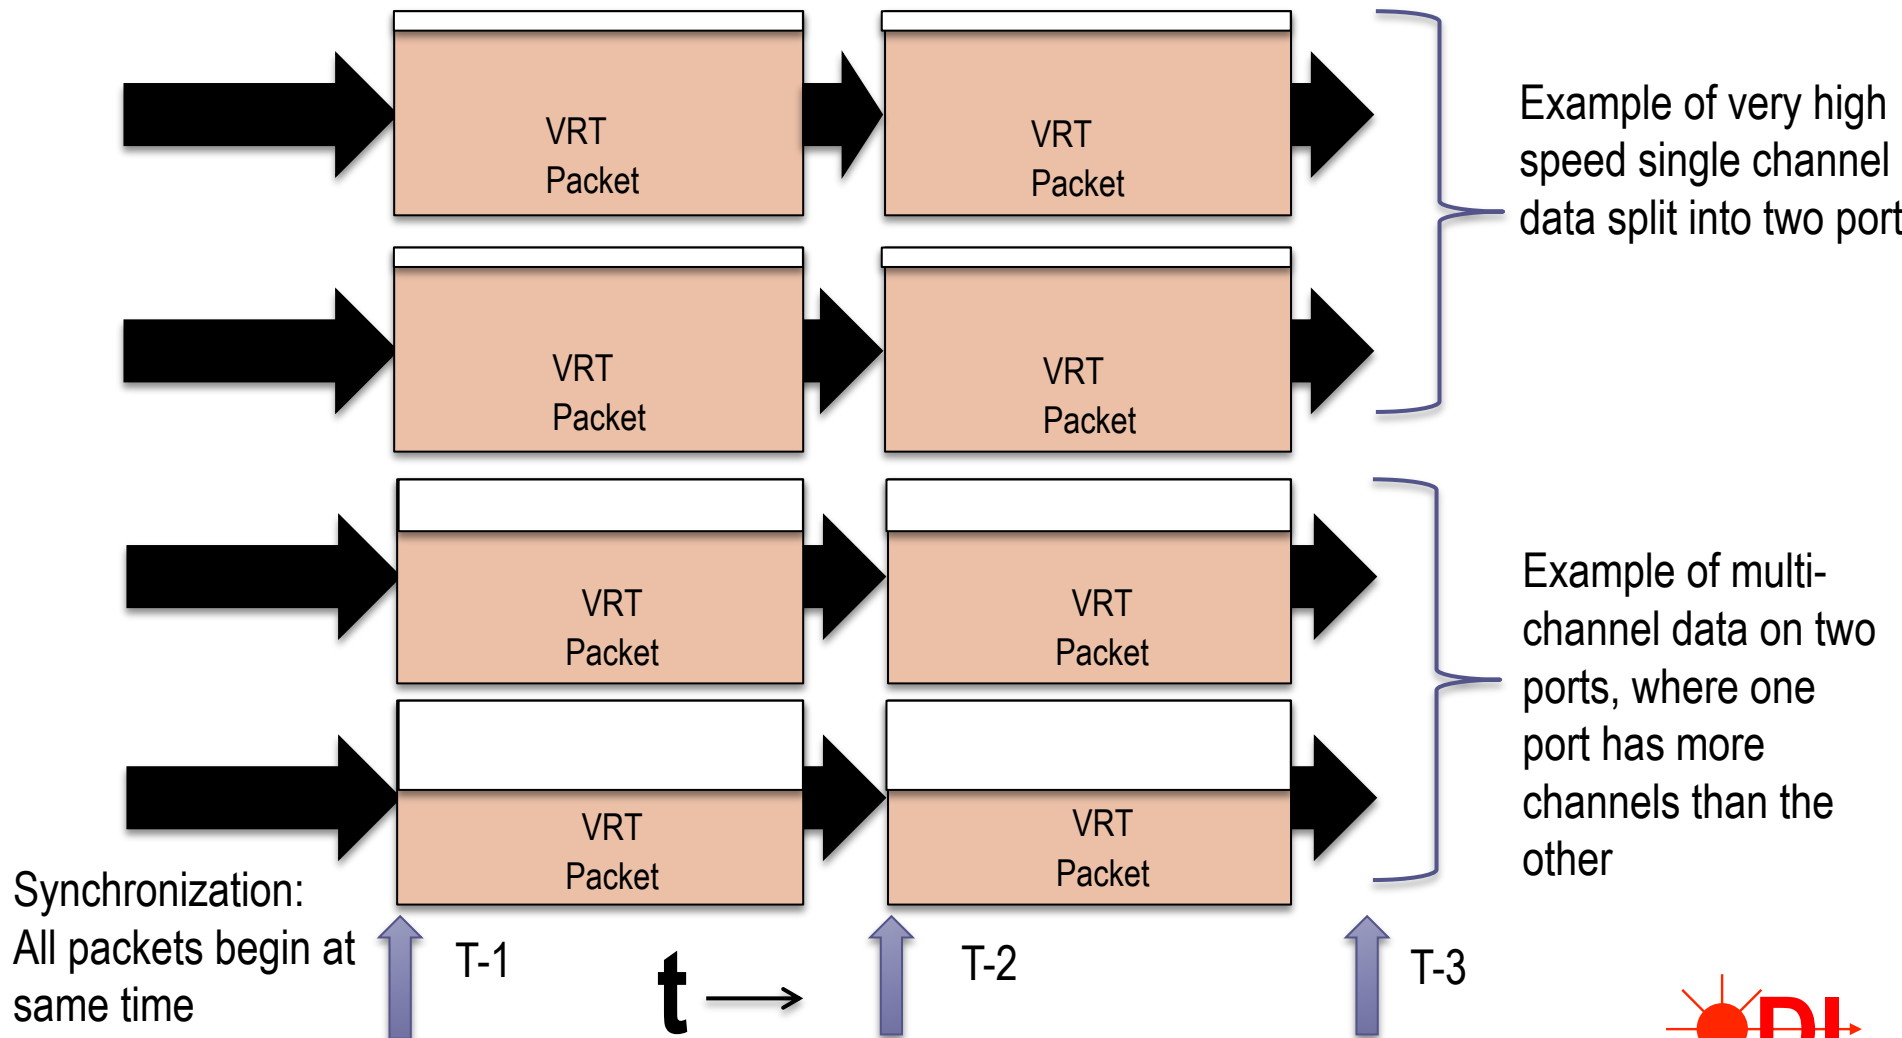 VRT
Packet
VRT
Packet
Example of very high
speed single channel
data split into two port
VRT
Packet
VRT
Packet
VRT
Packet
VRT
Packet
Example of multi-
channel data on two
ports, where one
port has more
channels than the
other
VRT
Packet
VRT
Packet
Synchronization:
All packets begin at
same time
T-1
t
T-2
T-3